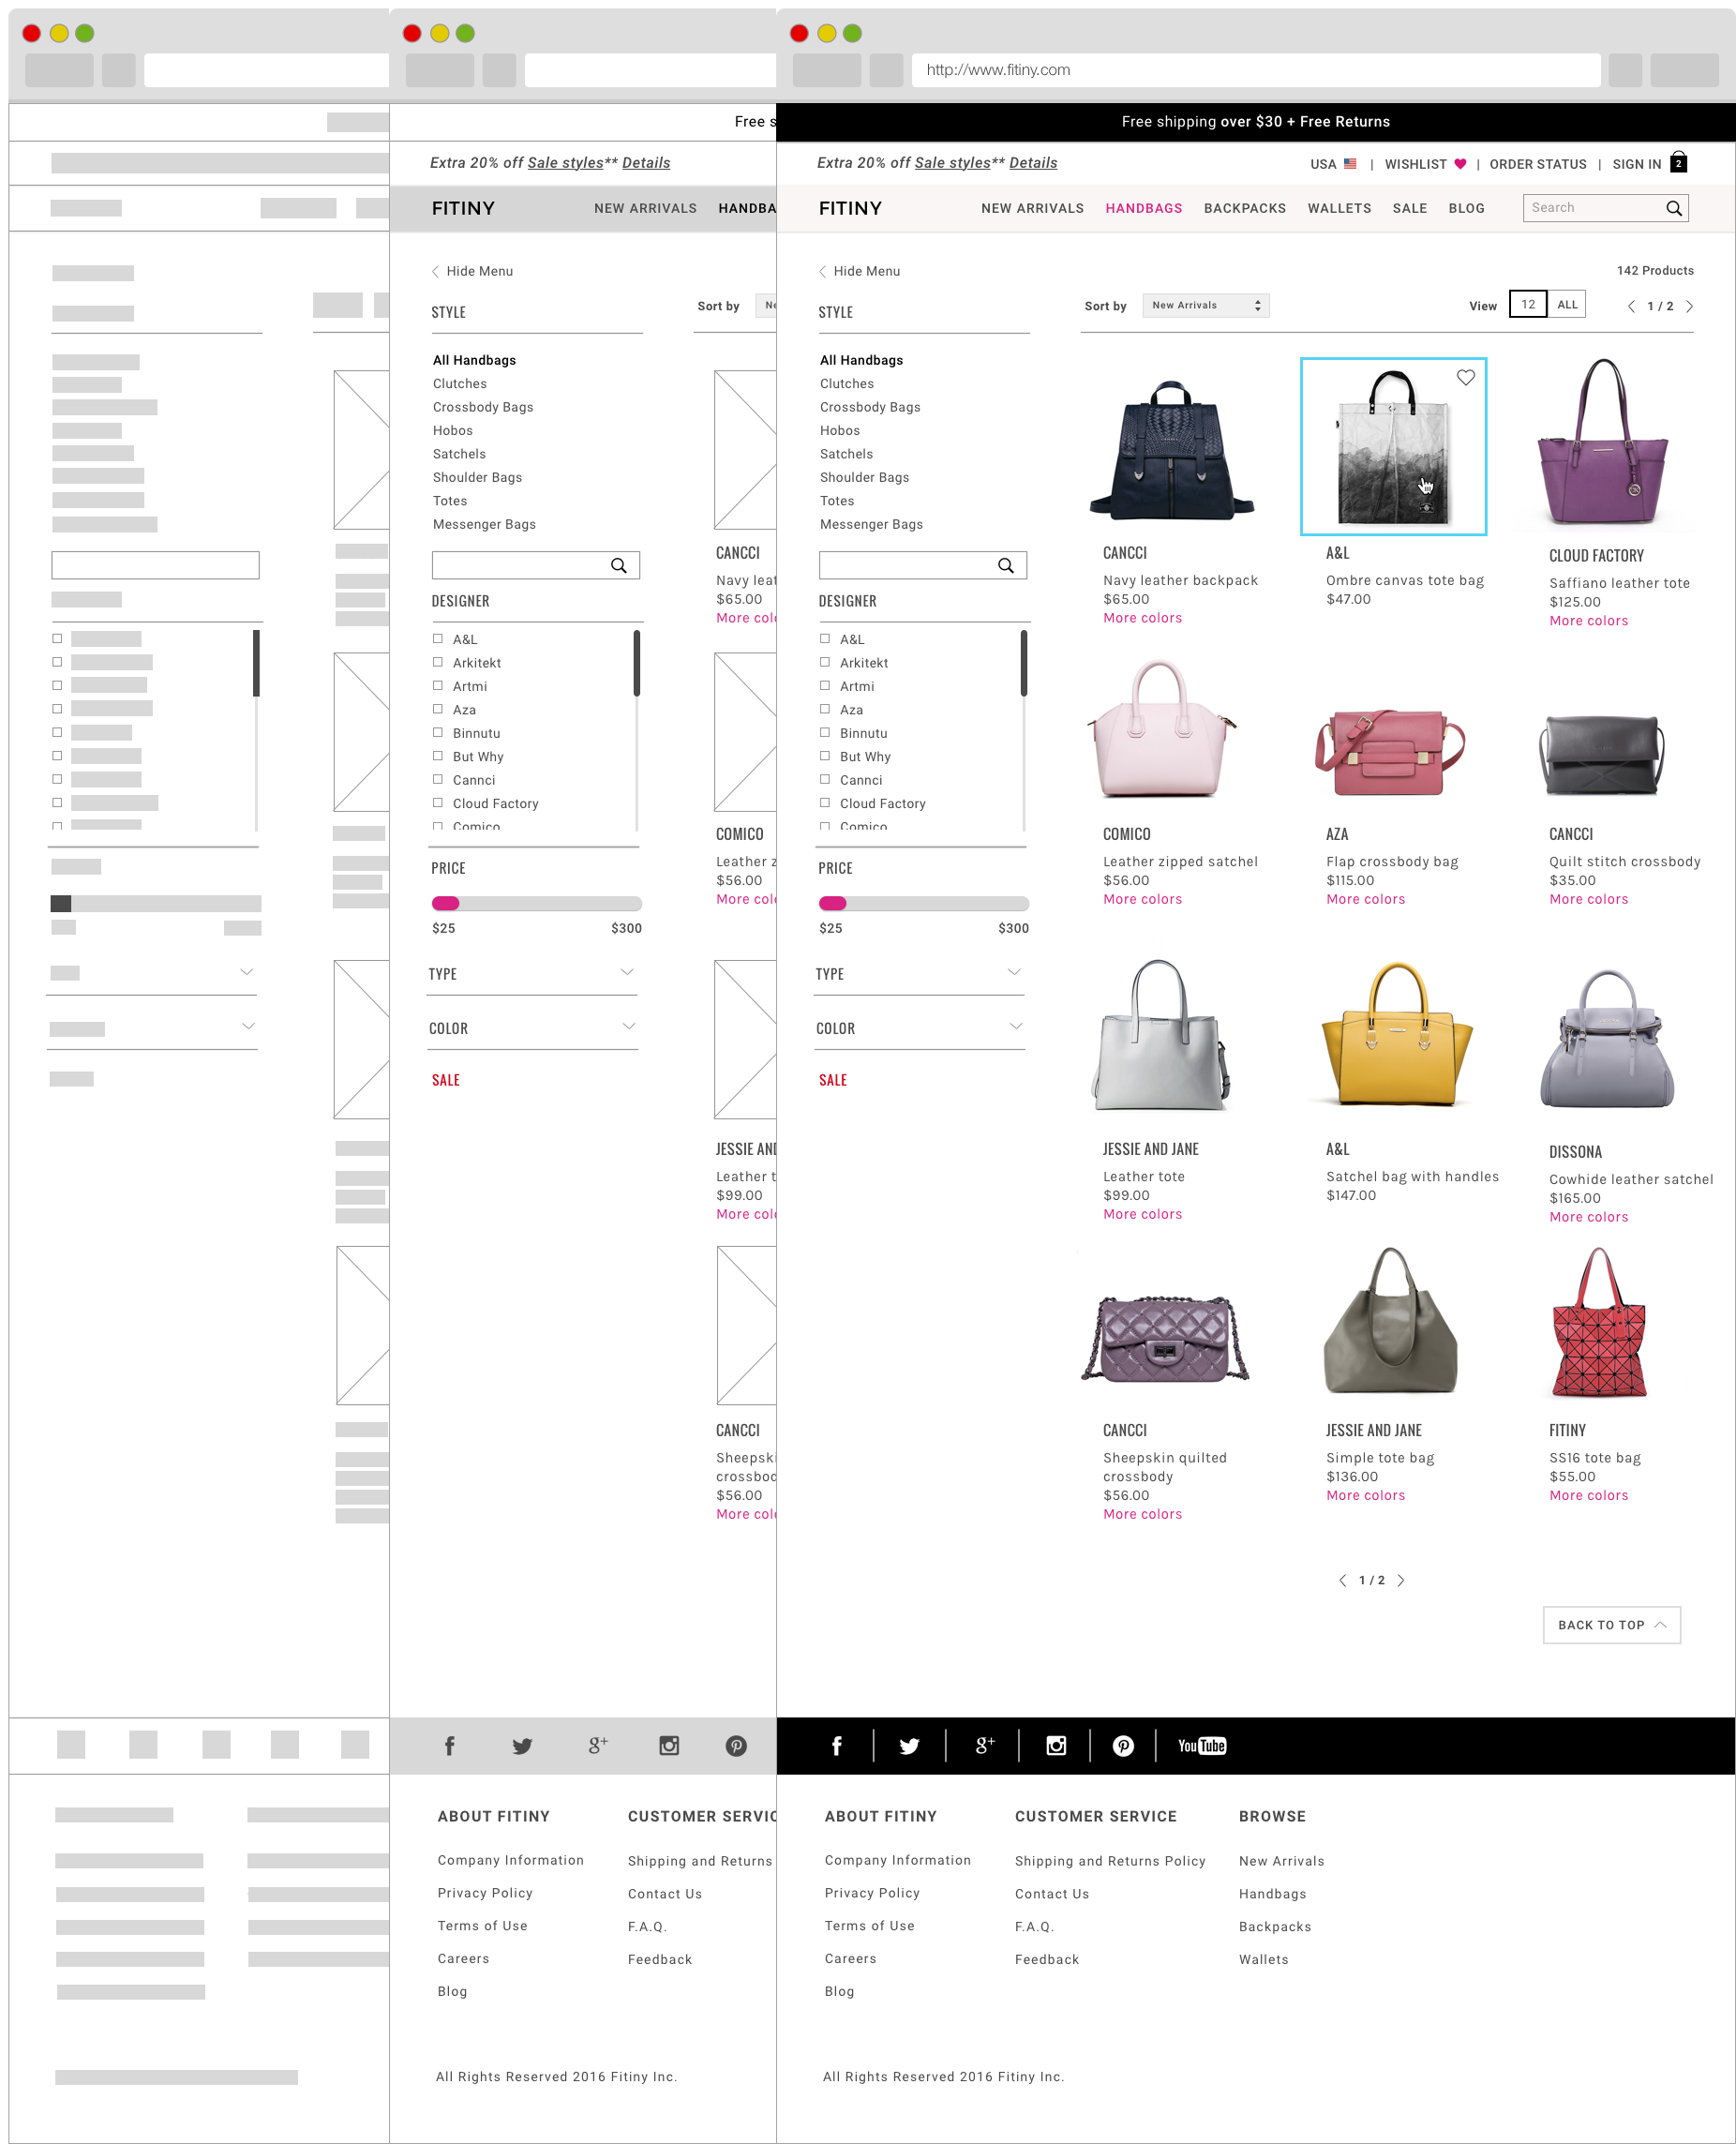 http://www.fitiny.com
Free s
Free shipping over $30 + Free Returns
Extra 20% off Sale styles** Details
Extra 20% off Sale styles** Details
USA | WISHLIST | ORDER STATUS | SIGN IN 2
FITINY NEW ARRIVALS HANDBA
FITINY NEW ARRIVALS HANDBAGS BACKPACKS WALLETS SALE BLOG Search
Hide Menu
STYLE
Sort by Ne
All Handbags
Clutches
Crossbody Bags
Hobos
Satchels
Shoulder Bags
Totes
Messenger Bags
DESIGNER
A&L
Arkitekt
Artmi
Aza
Binnutu
But Why
Cannci
Cloud Factory
Comico
PRICE
$25 $300
TYPE
COLOR
SALE
CANCCI
Navy leat
$65.00
More col
COMICO
Leather z
$56.00
More col
JESSIE AND
Leather t
$99.00
More col
CANCCI
Sheepski
crossboc
$56.00
More col
Hide Menu
142 Products
STYLE
Sort by New Arrivals View 12 ALL 1 / 2
All Handbags
Clutches
Crossbody Bags
Hobos
Satchels
Shoulder Bags
Totes
Messenger Bags
DESIGNER
A&L
Arkitekt
Artmi
Aza
Binnutu
But Why
Cannci
Cloud Factory
Comico
PRICE
$25 $300
TYPE
COLOR
SALE
CANCCI
Navy leather backpack
$65.00
More colors
A&L
Ombre canvas tote bag
$47.00
CLOUD FACTORY
Saffiano leather tote
$125.00
More colors
COMICO
Leather zipped satchel
$56.00
More colors
AZA
Flap crossbody bag
$115.00
More colors
CANCCI
Quilt stitch crossbody
$35.00
More colors
JESSIE AND JANE
Leather tote
$99.00
More colors
A&L
Satchel bag with handles
$147.00
DISSONA
Cowhide leather satchel
$165.00
More colors
CANCCI
Sheepskin quilted
crossbody
$56.00
More colors
JESSIE AND JANE
Simple tote bag
$136.00
More colors
FITINY
SS16 tote bag
$55.00
More colors
1 / 2
BACK TO TOP
g+
g+ You Tube
ABOUT FITINY
Company Information
Privacy Policy
Terms of Use
Careers
Blog
CUSTOMER SERVIC
Shipping and Returns
Contact Us
F.A.Q.
Feedback
All Rights Reserved 2016 Fitiny Inc.
ABOUT FITINY
Company Information
Privacy Policy
Terms of Use
Careers
Blog
CUSTOMER SERVICE
Shipping and Returns Policy
Contact Us
F.A.Q.
Feedback
BROWSE
New Arrivals
Handbags
Backpacks
Wallets
All Rights Reserved 2016 Fitiny Inc.